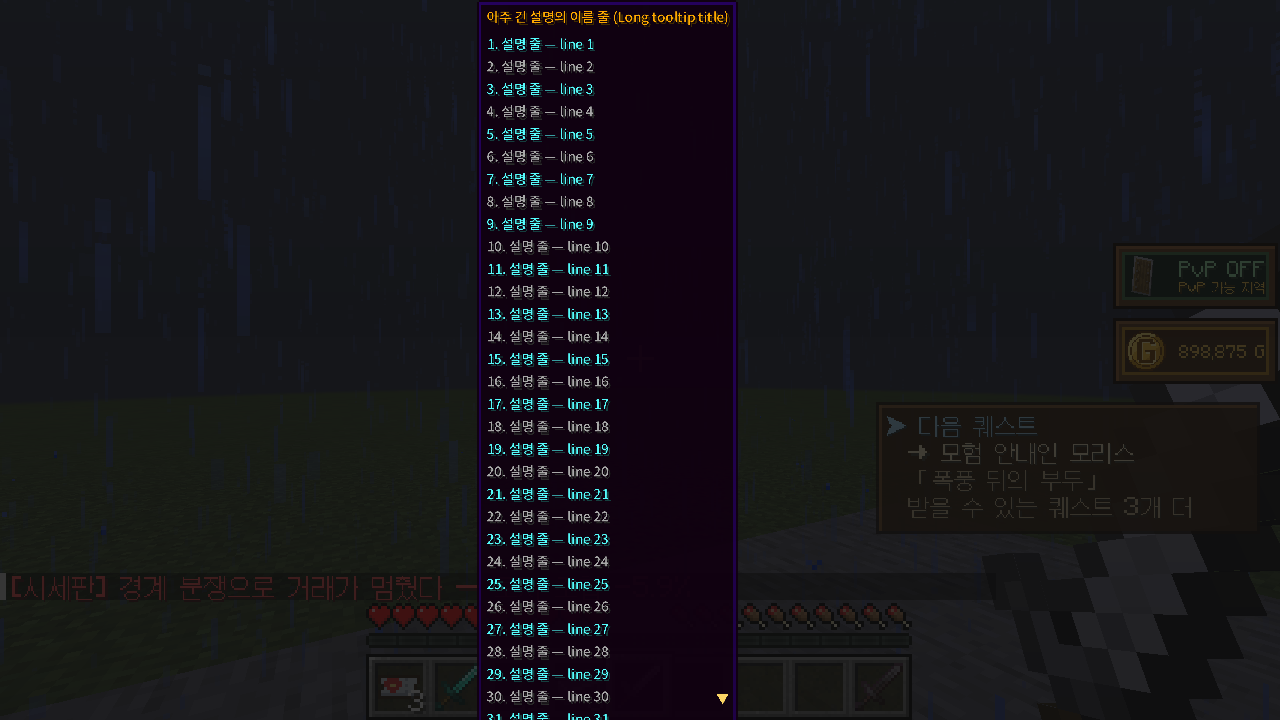 아주 긴 설명의 이름 줄 (Long tooltip title)
1. 설명 줄 — line 1
2. 설명 줄 — line 2
3. 설명 줄 — line 3
4. 설명 줄 — line 4
5. 설명 줄 — line 5
6. 설명 줄 — line 6
7. 설명 줄 — line 7
8. 설명 줄 — line 8
9. 설명 줄 — line 9
10. 설명 줄 — line 10
11. 설명 줄 — line 11
12. 설명 줄 — line 12
13. 설명 줄 — line 13
14. 설명 줄 — line 14
15. 설명 줄 — line 15
16. 설명 줄 — line 16
17. 설명 줄 — line 17
18. 설명 줄 — line 18
19. 설명 줄 — line 19
20. 설명 줄 — line 20
21. 설명 줄 — line 21
22. 설명 줄 — line 22
23. 설명 줄 — line 23
24. 설명 줄 — line 24
25. 설명 줄 — line 25
26. 설명 줄 — line 26
27. 설명 줄 — line 27
28. 설명 줄 — line 28
29. 설명 줄 — line 29
30. 설명 줄 — line 30
31. 설명 줄 — line 31
PvP OFF
PvP 가능 지역
898,875 G
➤ 다음 퀘스트
→ 모험 안내인 모리스
「폭풍 뒤의 부두」
받을 수 있는 퀘스트 3개 더
[시세판] 경계 분쟁으로 거래가 멈췄다 —
3